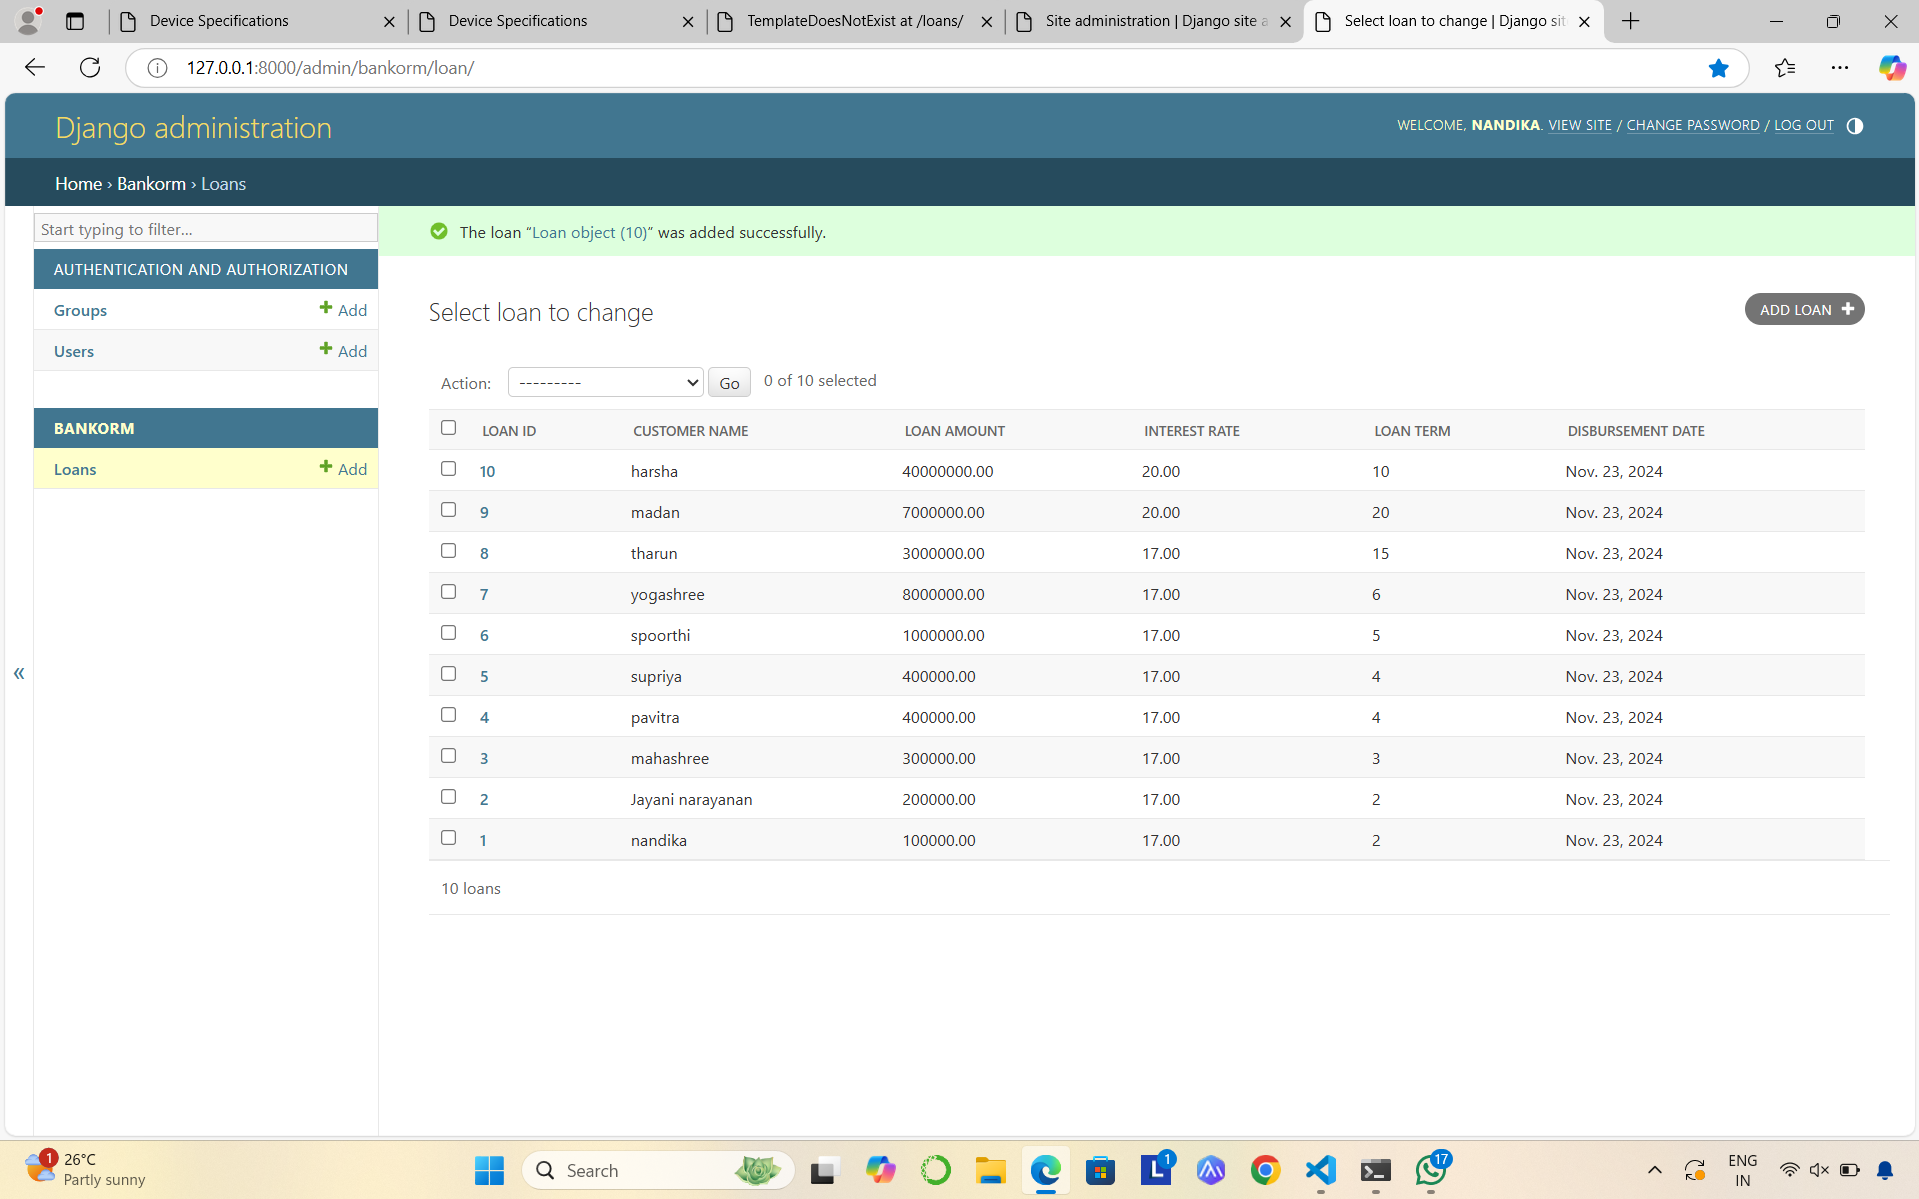 Device Specifications
Device Specifications
TemplateDoesNotExist at /loans/
Site administration | Django site a
Select loan to change | Django sit
127.0.0.1:8000/admin/bankorm/loan/
Django administration
WELCOME, NANDIKA. VIEW SITE / CHANGE PASSWORD / LOG OUT
Home › Bankorm › Loans
Start typing to filter...
AUTHENTICATION AND AUTHORIZATION
Groups + Add
Users + Add
BANKORM
Loans + Add
«
The loan “Loan object (10)” was added successfully.
Select loan to change
ADD LOAN +
Action: --------- Go 0 of 10 selected
LOAN ID CUSTOMER NAME LOAN AMOUNT INTEREST RATE LOAN TERM DISBURSEMENT DATE
10 harsha 40000000.00 20.00 10 Nov. 23, 2024
9 madan 7000000.00 20.00 20 Nov. 23, 2024
8 tharun 3000000.00 17.00 15 Nov. 23, 2024
7 yogashree 8000000.00 17.00 6 Nov. 23, 2024
6 spoorthi 1000000.00 17.00 5 Nov. 23, 2024
5 supriya 400000.00 17.00 4 Nov. 23, 2024
4 pavitra 400000.00 17.00 4 Nov. 23, 2024
3 mahashree 300000.00 17.00 3 Nov. 23, 2024
2 Jayani narayanan 200000.00 17.00 2 Nov. 23, 2024
1 nandika 100000.00 17.00 2 Nov. 23, 2024
10 loans
1
26°C
Partly sunny
Search
L
1
17
ENG
IN